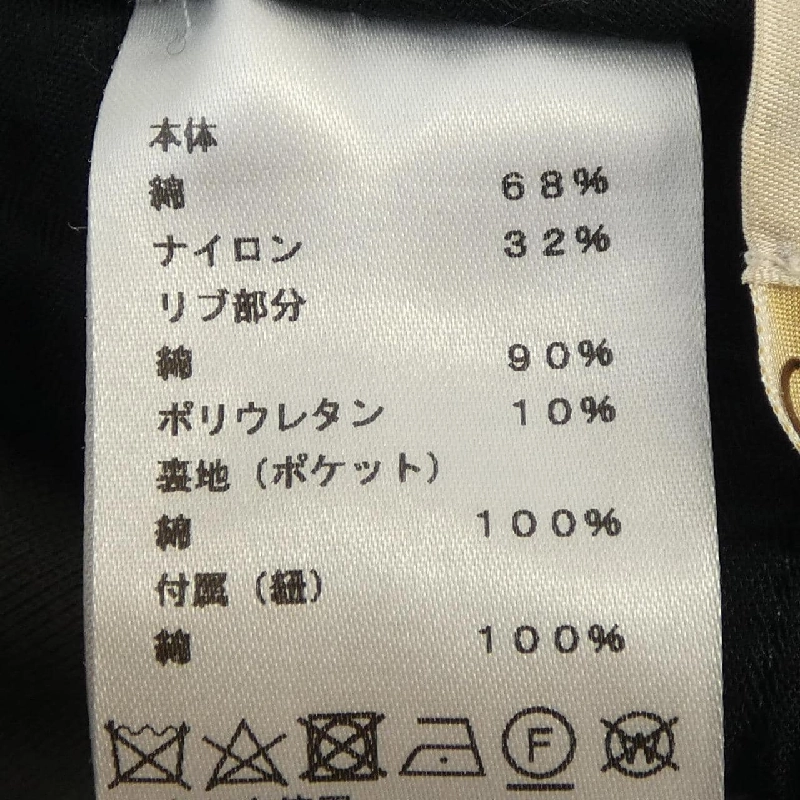 本体
綿 68%
ナイロン 32%
リブ部分
綿 90%
ポリウレタン 10%
裏地（ポケット）
綿 100%
付属（紐）
綿 100%
F W